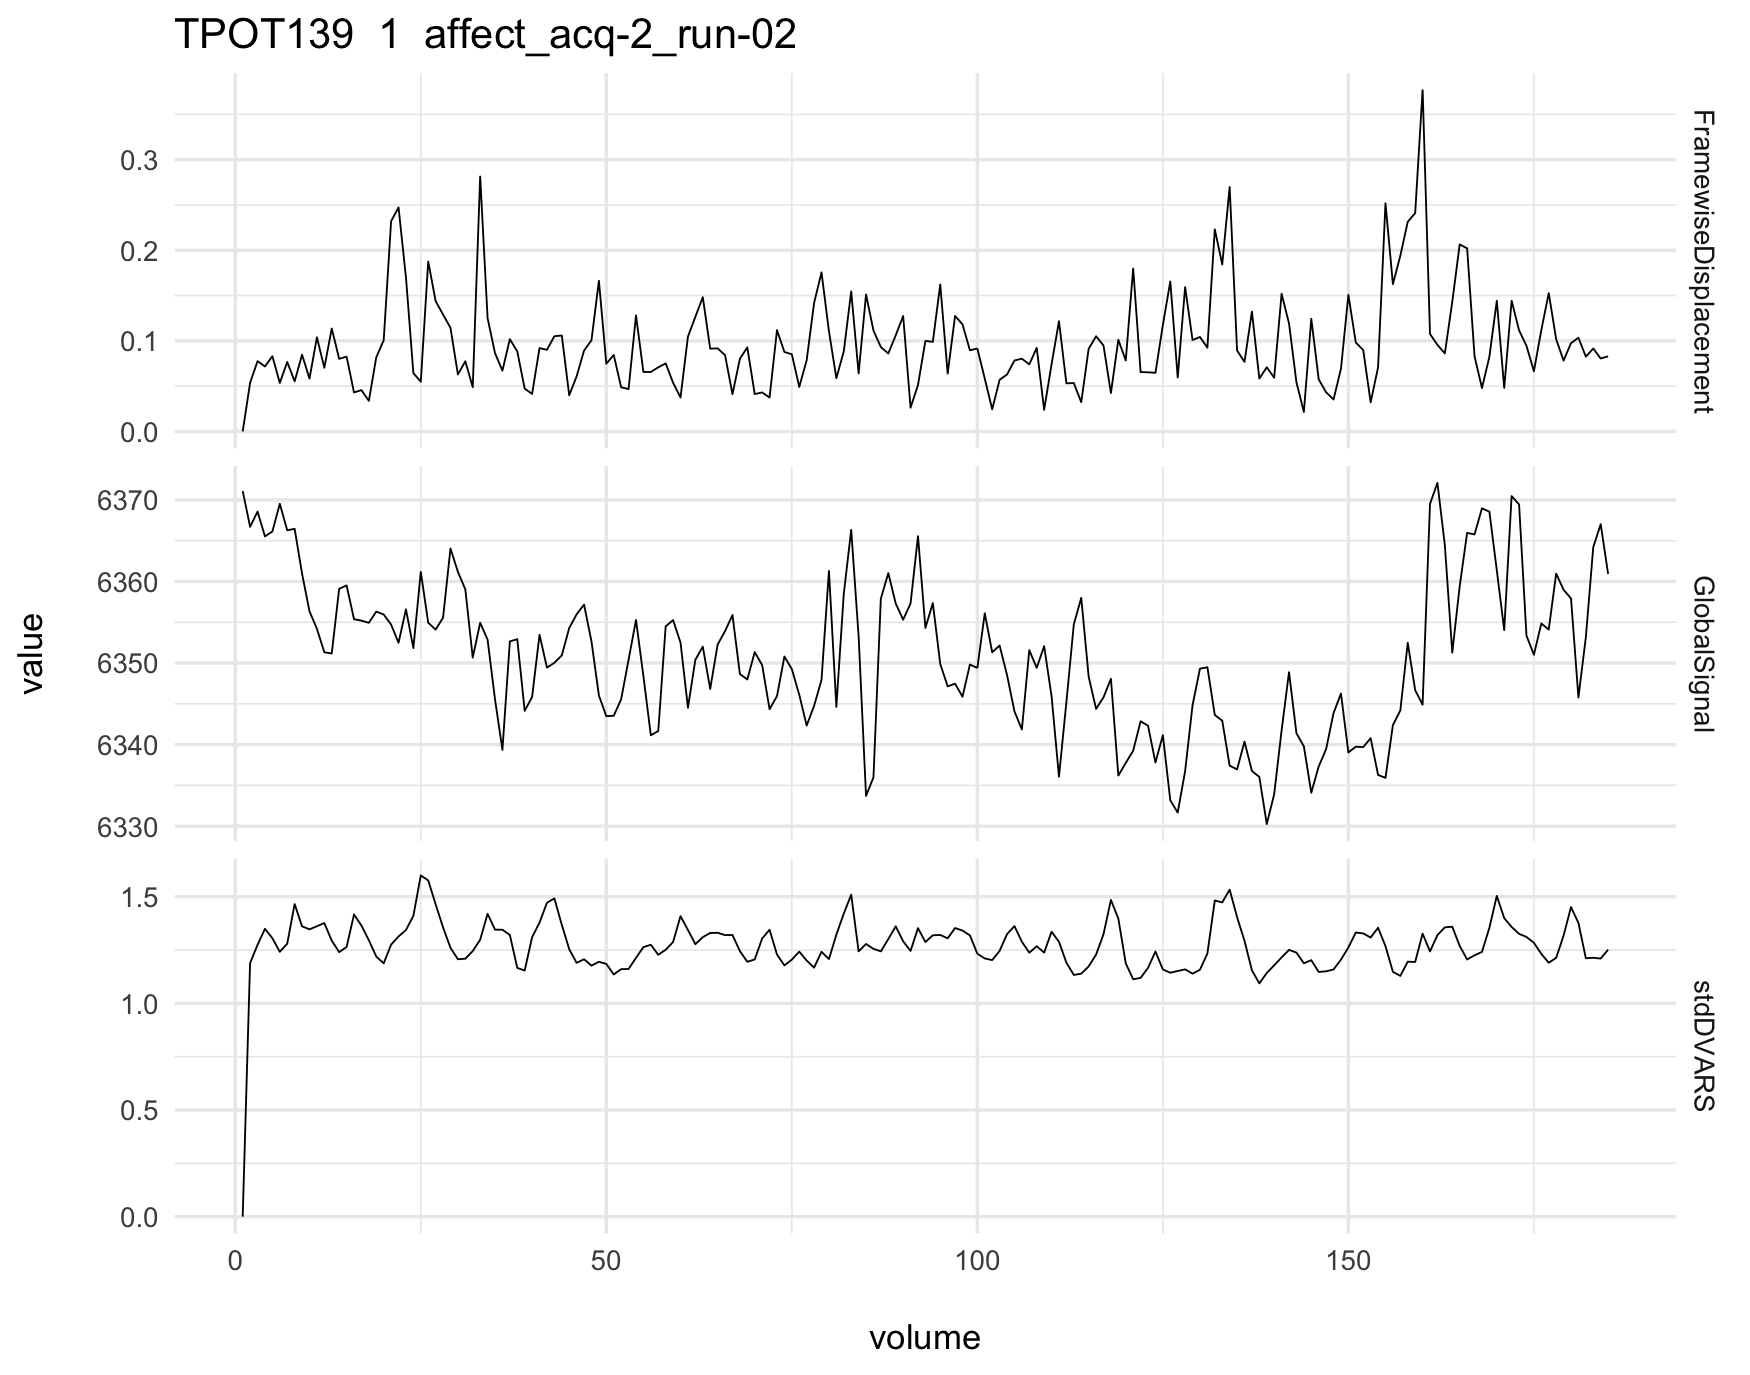 TPOT139 1 affect_acq-2_run-02
value
0.3
0.2
0.1
0.0
FramewiseDisplacement
6370
6360
6350
6340
6330
GlobalSignal
1.5
1.0
0.5
0.0
stdDVARS
0 50 100 150
volume